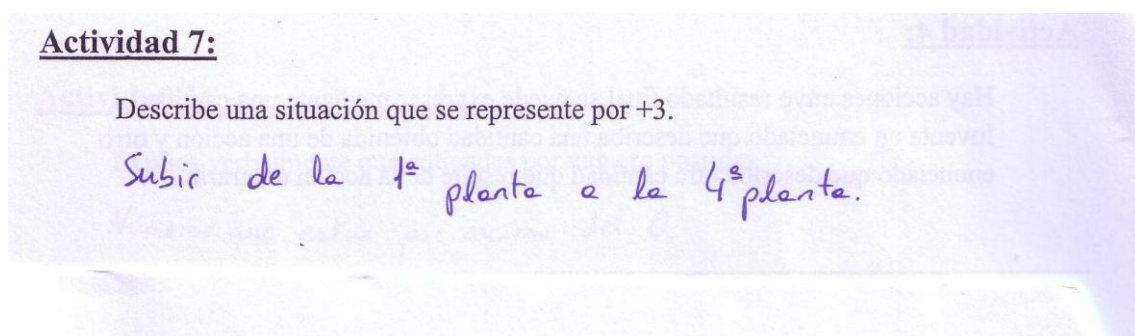 Actividad 7:
Describe una situación que se represente por +3.
Subir de la 1ª planta a la 4ª planta.